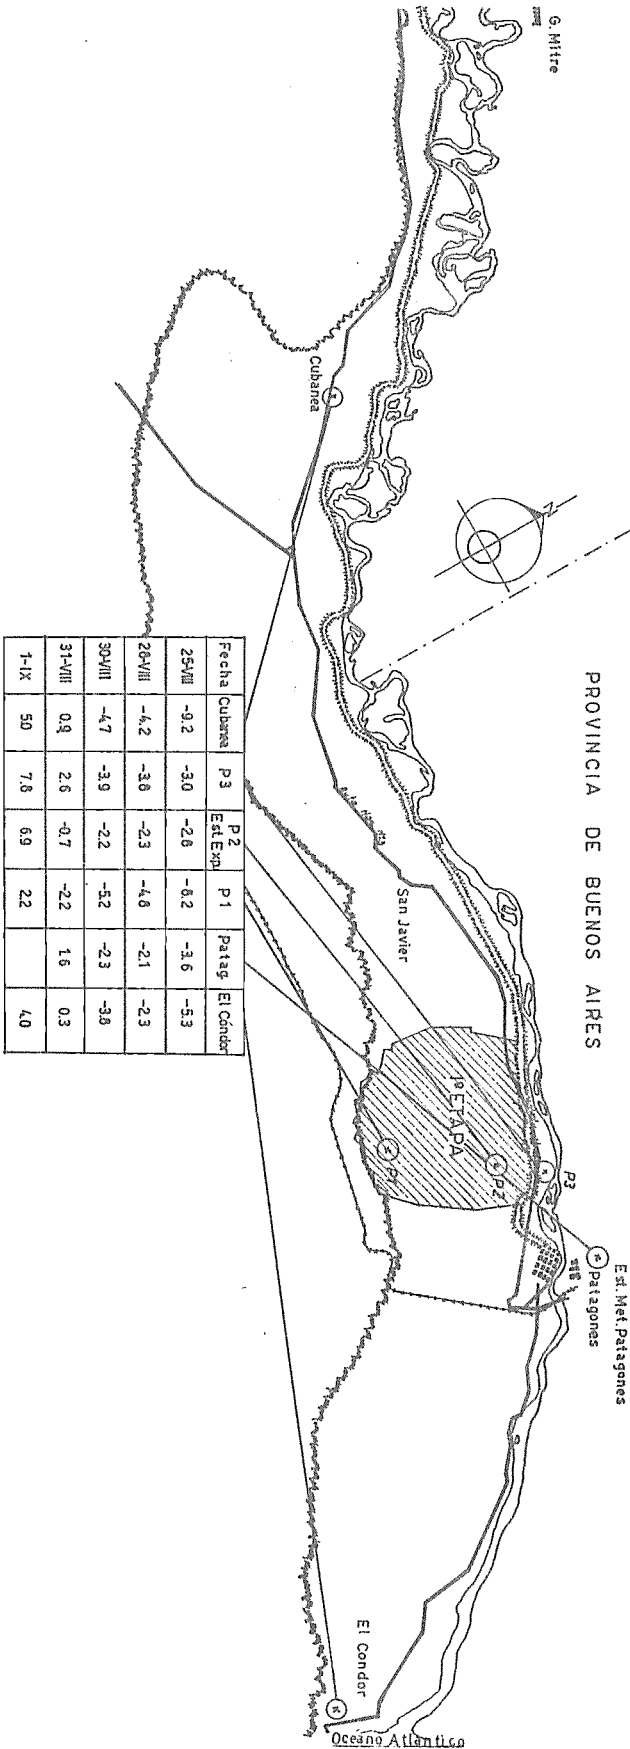 G. Mitre
PROVINCIA DE BUENOS AIRES
N
Cubanea
San Javier
1º ETAPA
P1
P2
P3
Est. Met. Patagones
Patagones
El Condor
Oceano Atlantico
Fecha Cubanea P3 P2 Est Exp P1 Patag. El Cóndor
25-VIII -9.2 -3.0 -2.8 -8.2 -3.6 -5.3
28-VIII -4.2 -3.8 -2.3 -4.8 -2.1 -2.3
30-VIII -4.7 -3.9 -2.2 -5.2 -2.3 -3.8
31-VIII 0.9 2.6 -0.7 -2.2 1.6 0.3
1-IX 5.0 7.8 6.9 2.2 4.0